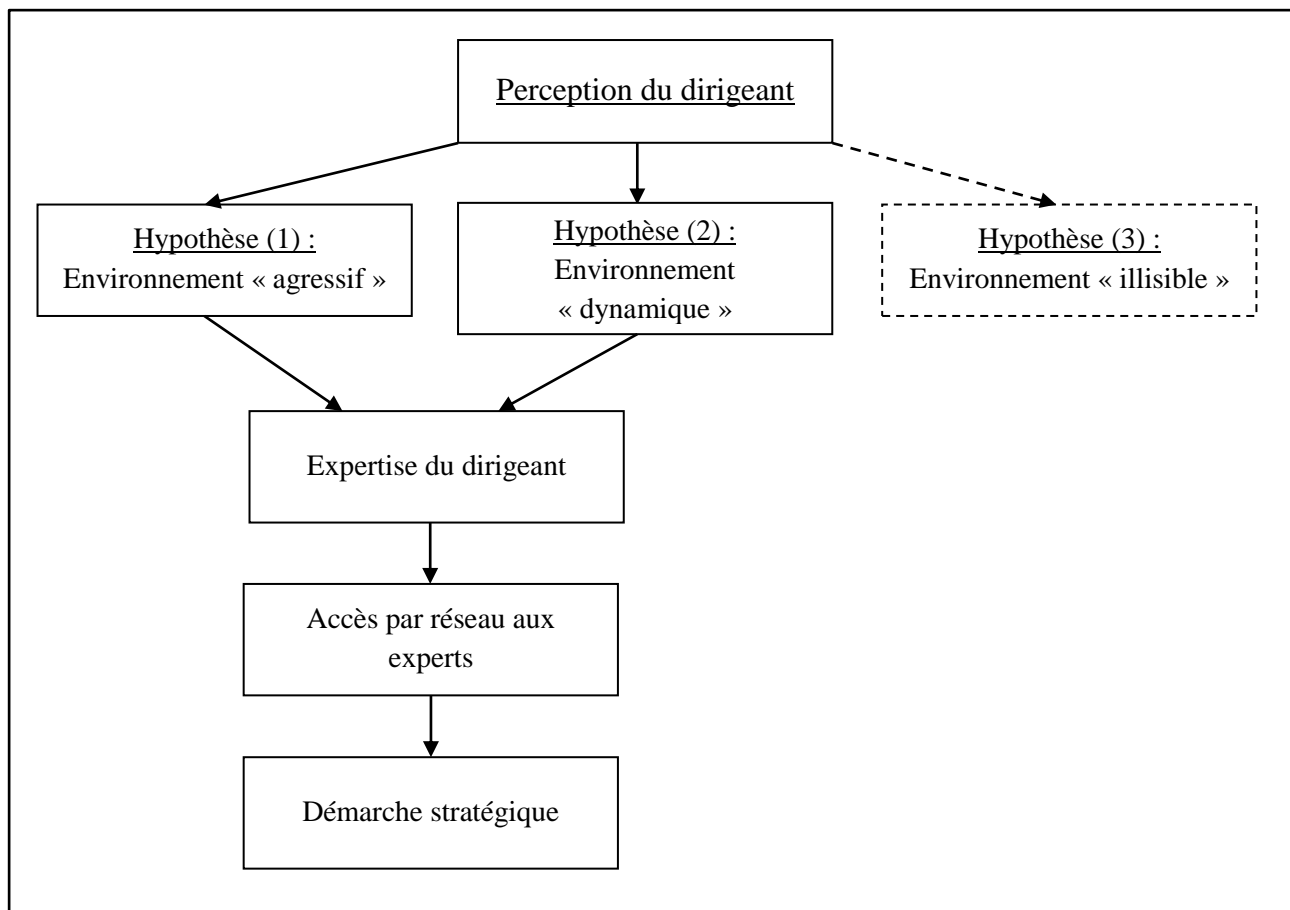 Perception du dirigeant
Hypothèse (1) :
Environnement « agressif »
Hypothèse (2) :
Environnement
« dynamique »
Hypothèse (3) :
Environnement « illisible »
Expertise du dirigeant
Accès par réseau aux
experts
Démarche stratégique